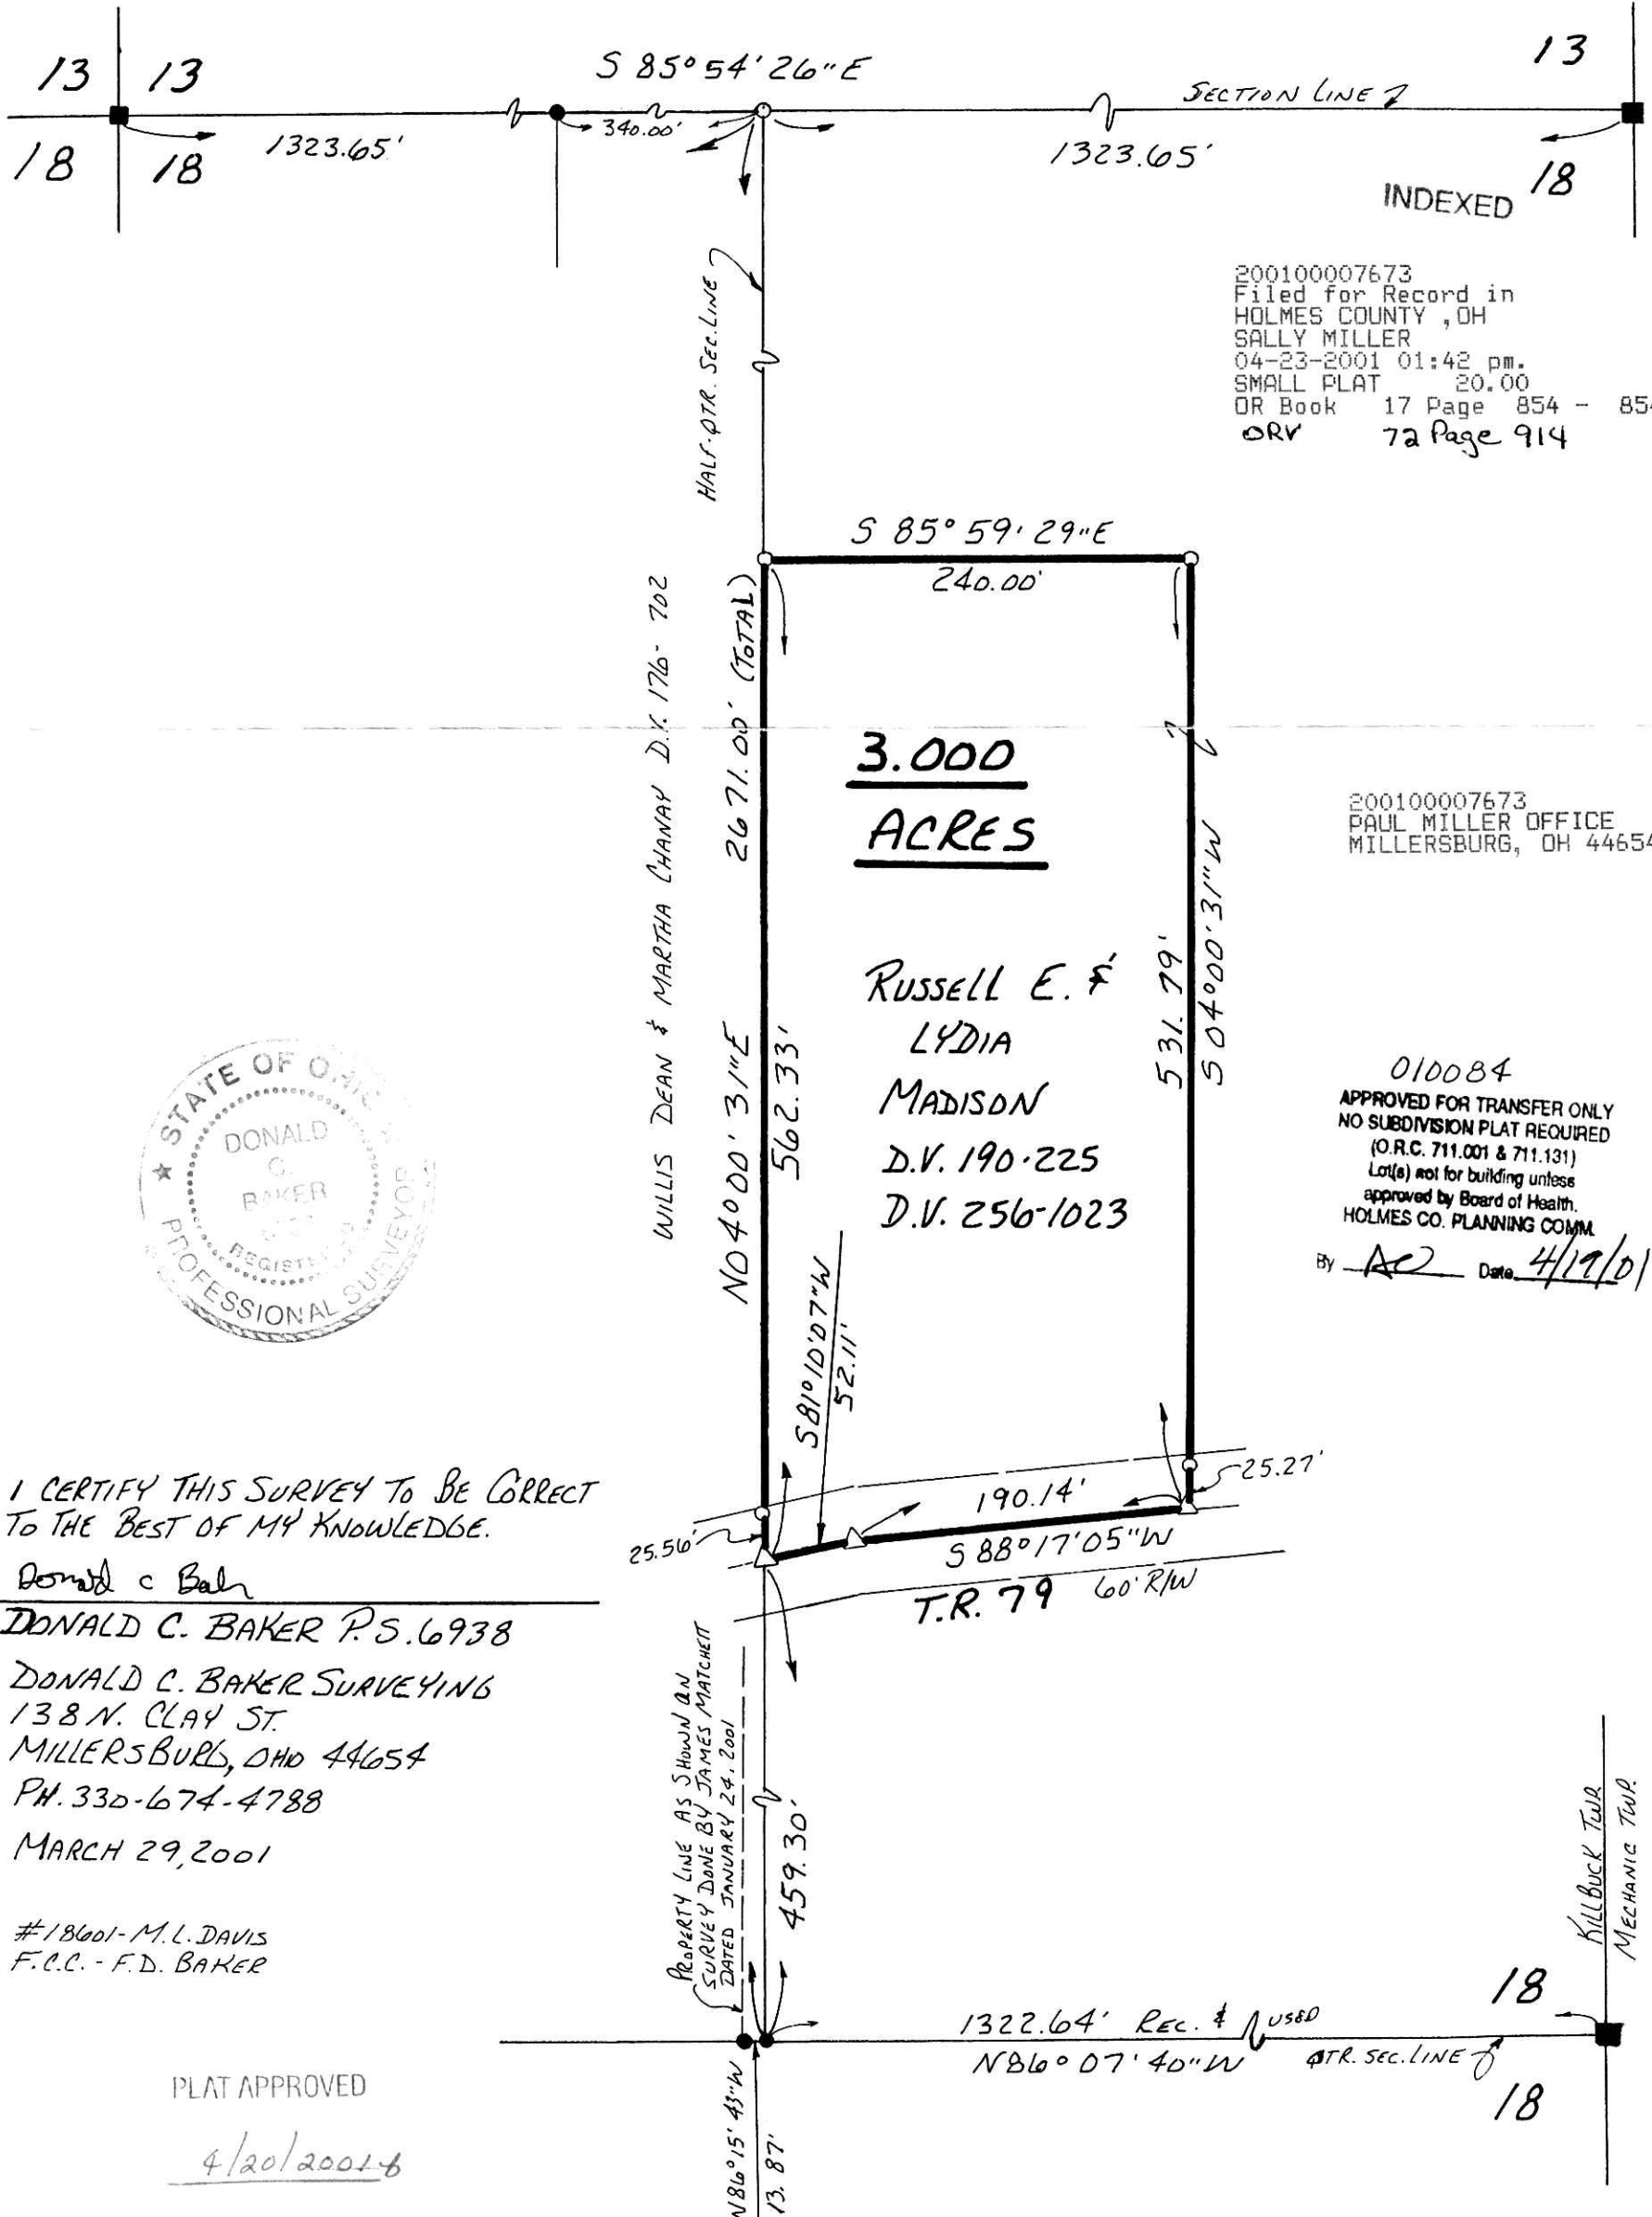 13 13
S 85°54'26"E
13
SECTION LINE
340.00'
18 18
1323.65'
1323.65'
18
INDEXED
200100007673
Filed for Record in
HOLMES COUNTY ,OH
SALLY MILLER
04-23-2001 01:42 pm.
SMALL PLAT 20.00
OR Book 17 Page 854 -
ORV 72 Page 914
HALF-QTR. SEC. LINE
S 85°59'29"E
240.00'
WILLIS DEAN & MARTHA CHANAY D.V. 176-702
2671.00' (TOTAL)
N04°00'31"E
562.33'
3.000
ACRES
RUSSELL E. &
LYDIA
MADISON
D.V. 190-225
D.V. 256-1023
531.79'
S 04°00'31"W
200100007673
PAUL MILLER OFFICE
MILLERSBURG, OH 44654
010084
APPROVED FOR TRANSFER ONLY
NO SUBDIVISION PLAT REQUIRED
(O.R.C. 711.001 & 711.131)
Lot(s) not for building unless
approved by Board of Health.
HOLMES CO. PLANNING COMM.
By Date 4/19/01
STATE OF OHIO
DONALD
C.
BAKER
PROFESSIONAL SURVEYOR
S81°10'07"W
52.11'
25.27'
190.14'
S 88°17'05"W
25.56'
T.R. 79 60' R/W
I CERTIFY THIS SURVEY TO BE CORRECT
TO THE BEST OF MY KNOWLEDGE.
Donald C Bak
DONALD C. BAKER P.S. 6938
DONALD C. BAKER SURVEYING
138 N. CLAY ST.
MILLERSBURG, OHIO 44654
PH. 330-674-4788
MARCH 29, 2001
#18601-M.L. DAVIS
F.C.C. - F.D. BAKER
PROPERTY LINE AS SHOWN ON
SURVEY DONE BY JAMES MATCHETT
DATED JANUARY 24, 2001
459.30'
KILLBUCK TWP.
MECHANIC TWP.
18
1322.64' REC. & USED
N86°07'40"W QTR. SEC. LINE
18
N86°15'43"W
13.87'
PLAT APPROVED
4/20/2001